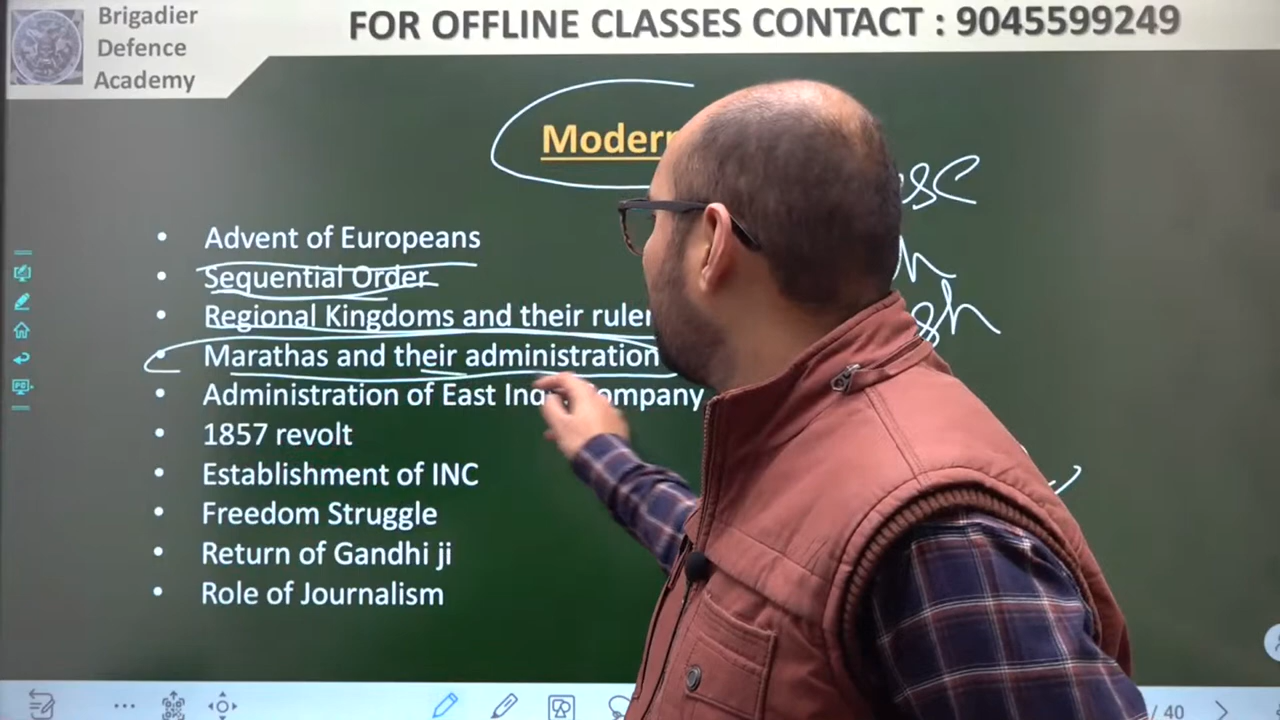 Brigadier
Defence
Academy
FOR OFFLINE CLASSES CONTACT : 9045599249
• Advent of Europeans
• Sequential Order
• Regional Kingdoms and their
• Marathas and their administration
• Administration of East Company
• 1857 revolt
• Establishment of INC
• Freedom Struggle
• Return of Gandhi ji
• Role of Journalism
/ 40